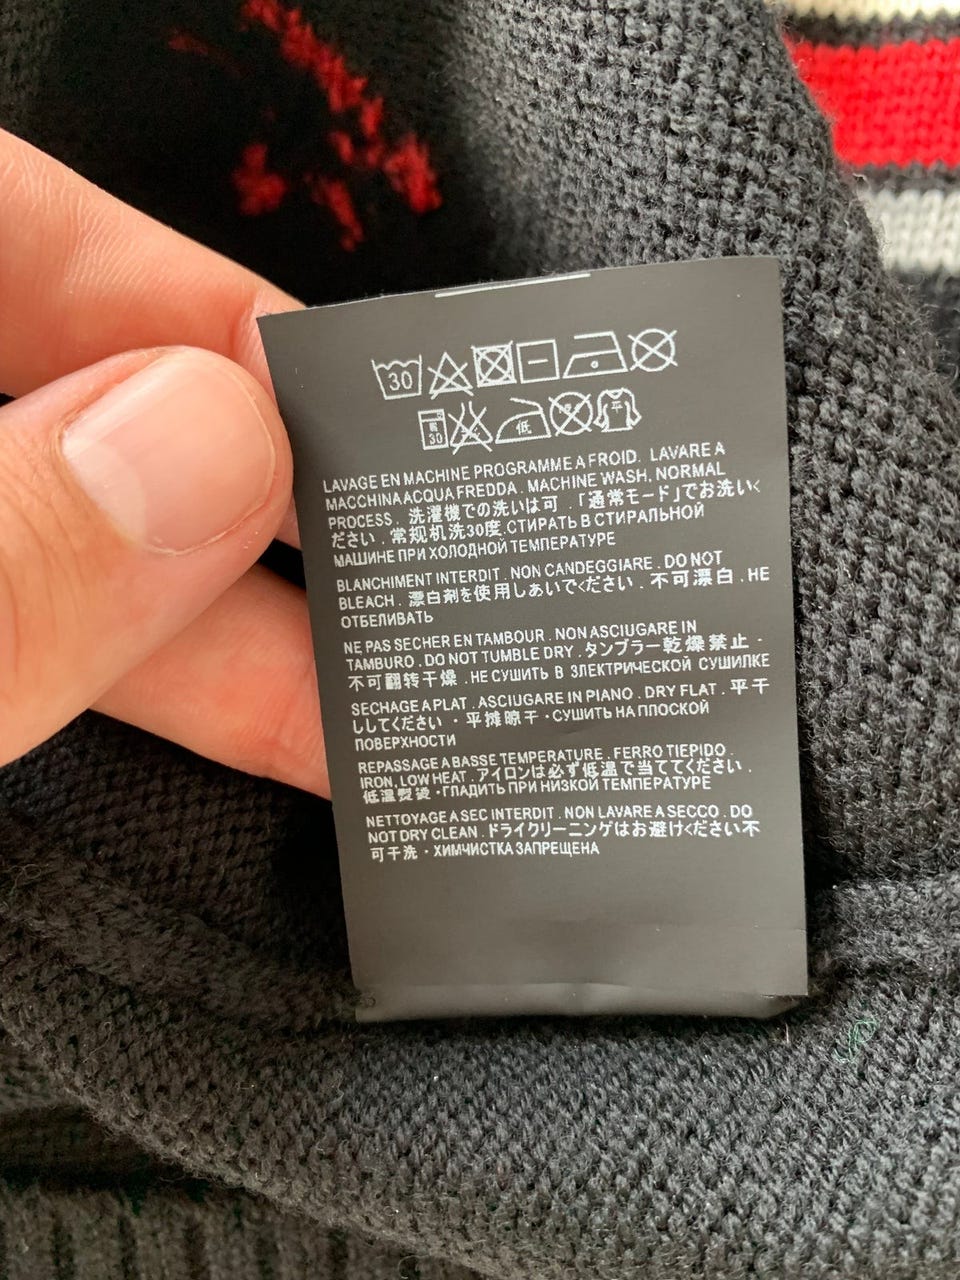 30
30 低 平
LAVAGE EN MACHINE PROGRAMME A FROID. LAVARE A
MACCHINA ACQUA FREDDA . MACHINE WASH, NORMAL
PROCESS . 洗濯機での洗いは可 .「通常モード」でお洗いく
ださい . 常规机洗30度.СТИРАТЬ В СТИРАЛЬНОЙ
МАШИНЕ ПРИ ХОЛОДНОЙ ТЕМПЕРАТУРЕ
BLANCHIMENT INTERDIT . NON CANDEGGIARE . DO NOT
BLEACH . 漂白剤を使用しあいでください . 不可漂白 . НЕ
ОТБЕЛИВАТЬ
NE PAS SECHER EN TAMBOUR . NON ASCIUGARE IN
TAMBURO . DO NOT TUMBLE DRY . タンブラー乾燥禁止 .
不可翻转干燥 . НЕ СУШИТЬ В ЭЛЕКТРИЧЕСКОЙ СУШИЛКЕ
SECHAGE A PLAT . ASCIUGARE IN PIANO . DRY FLAT . 平干
ししてください . 平摊晾干 . СУШИТЬ НА ПЛОСКОЙ
ПОВЕРХНОСТИ
REPASSAGE A BASSE TEMPERATURE . FERRO TIEPIDO .
IRON, LOW HEAT . アイロンは必ず低温で当ててください .
低温熨烫 . ГЛАДИТЬ ПРИ НИЗКОЙ ТЕМПЕРАТУРЕ
NETTOYAGE A SEC INTERDIT . NON LAVARE A SECCO . DO
NOT DRY CLEAN . ドライクリーニンゲはお避けください不
可干洗 . ХИМЧИСТКА ЗАПРЕЩЕНА